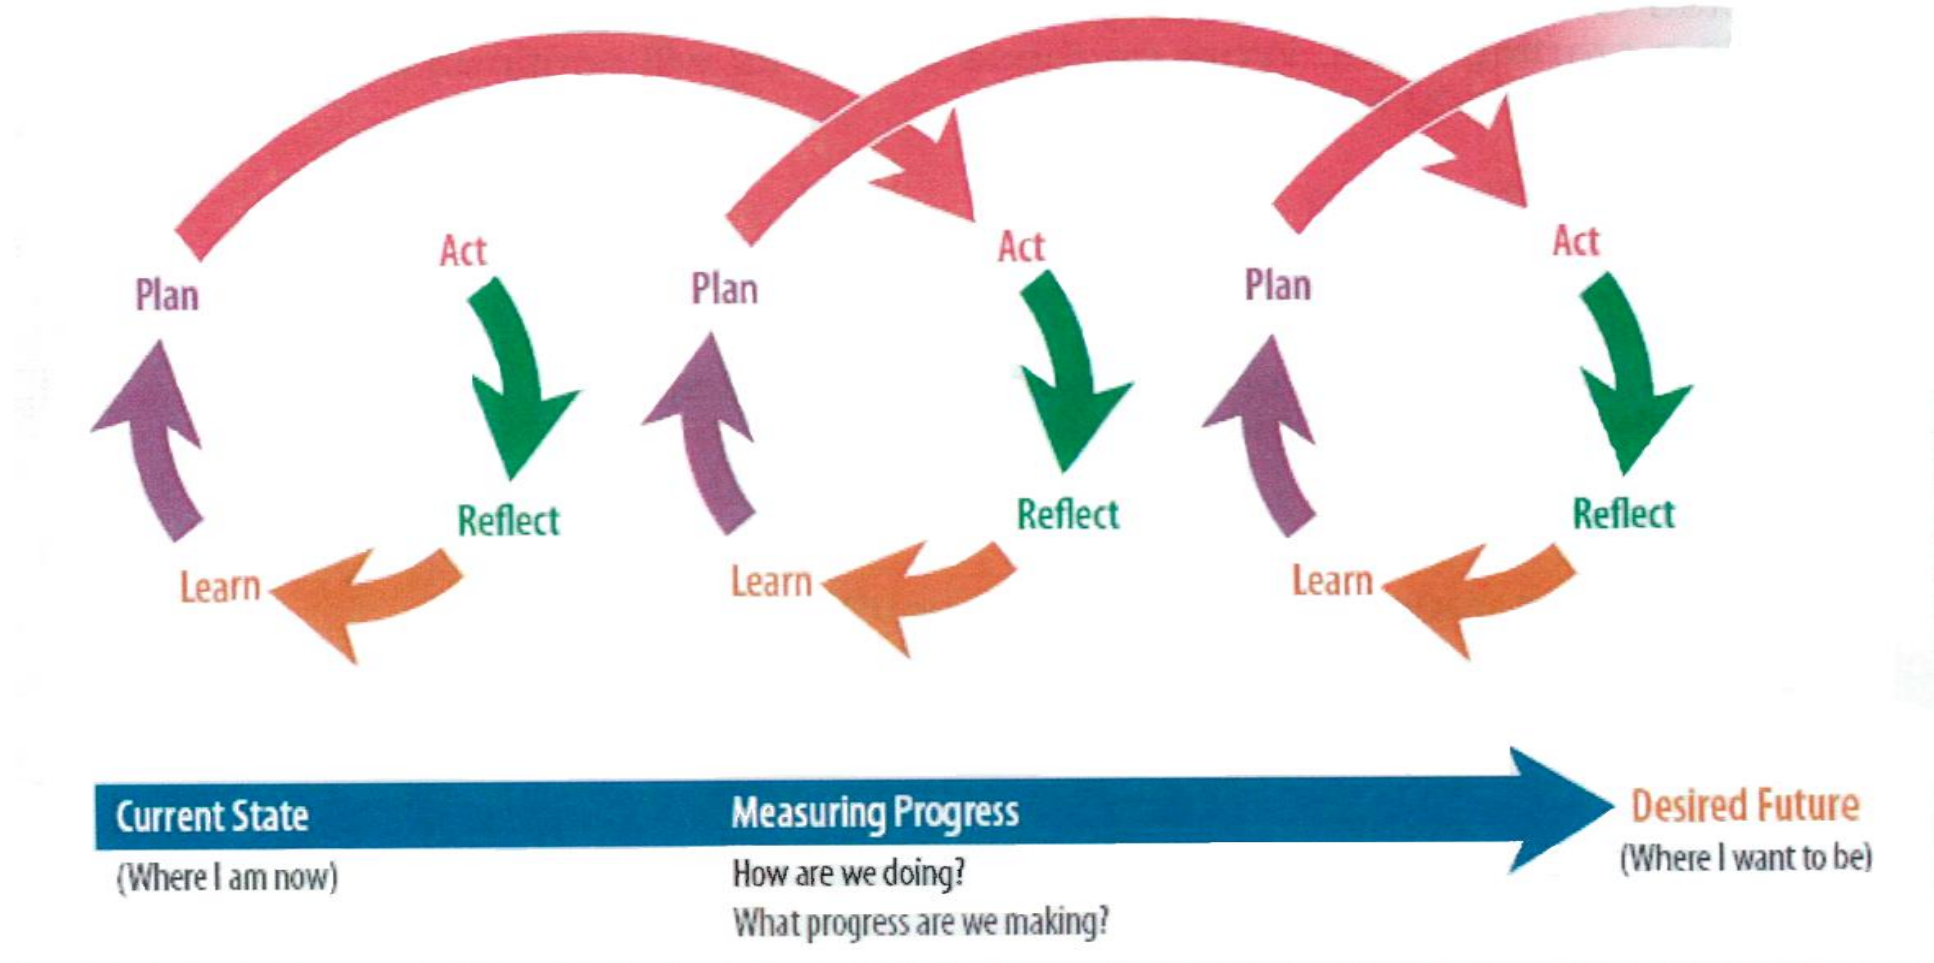 Act
Plan
Reflect
Learn
Act
Plan
Reflect
Learn
Act
Plan
Reflect
Learn
Current State
(Where I am now)
Measuring Progress
How are we doing?
What progress are we making?
Desired Future
(Where I want to be)